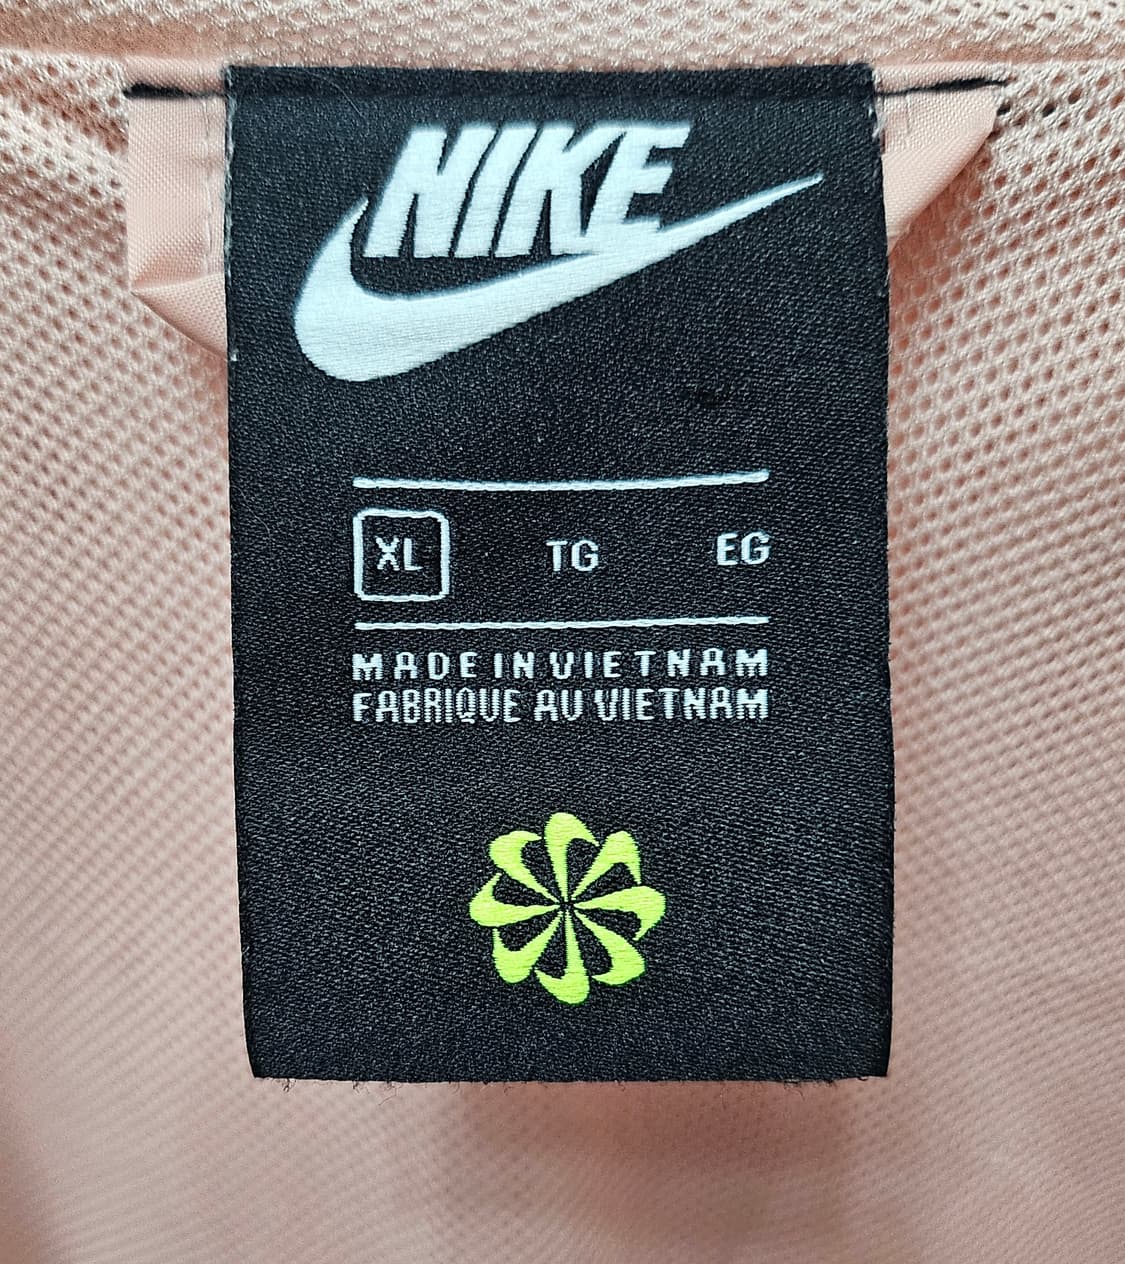 NIKE
XL TG EG
MADE IN VIETNAM
FABRIQUE AU VIETNAM